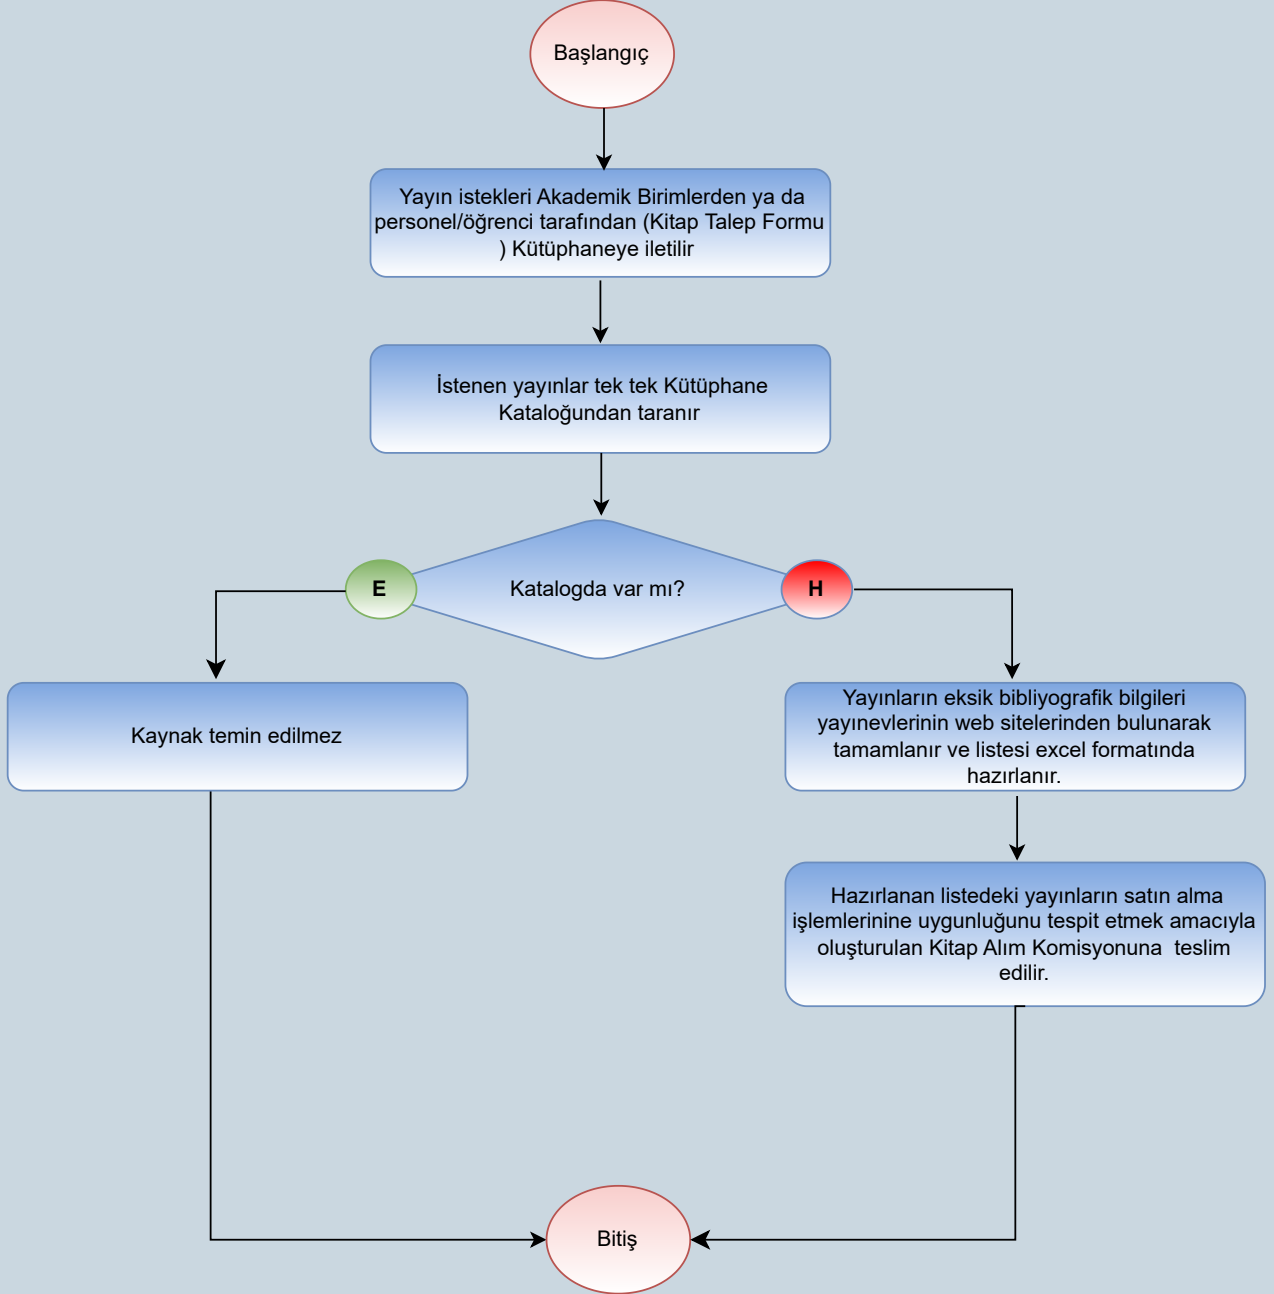 Başlangıç
Yayın istekleri Akademik Birimlerden ya da
personel/öğrenci tarafından (Kitap Talep Formu
) Kütüphaneye iletilir
İstenen yayınlar tek tek Kütüphane
Kataloğundan taranır
E
Katalogda var mı?
H
Kaynak temin edilmez
Yayınların eksik bibliyografik bilgileri
yayınevlerinin web sitelerinden bulunarak
tamamlanır ve listesi excel formatında
hazırlanır.
Hazırlanan listedeki yayınların satın alma
işlemlerinine uygunluğunu tespit etmek amacıyla
oluşturulan Kitap Alım Komisyonuna  teslim
edilir.
Bitiş